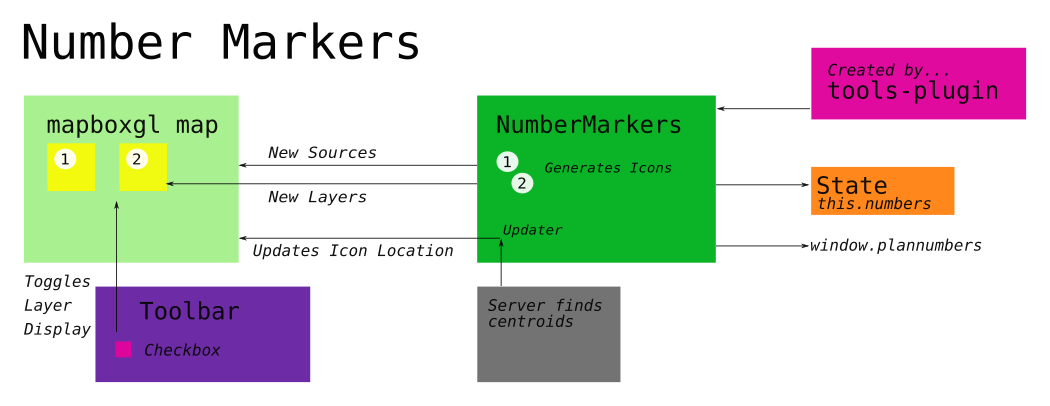 Number Markers
Created by...
tools-plugin
mapboxgl map
1
2
New Sources
New Layers
Updates Icon Location
NumberMarkers
1
2
Generates Icons
Updater
State
this.numbers
window.plannumbers
Toggles
Layer
Display
Toolbar
Checkbox
Server finds
centroids